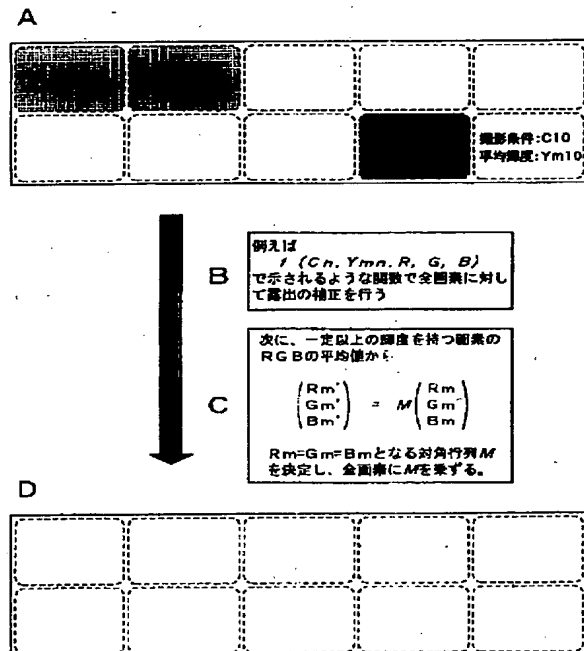 A
撮影条件:C10
平均輝度:Ym10
B
例えば
f (Cn, Ymn, R, G, B)
で示されるような関数で全画素に対し
て露出の補正を行う
C
次に、一定以上の輝度を持つ画素の
RGBの平均値から
Rm' Rm
Gm' = M Gm
Bm' Bm
Rm=Gm=Bmとなる対角行列M
を決定し、全画素にMを乗ずる。
D